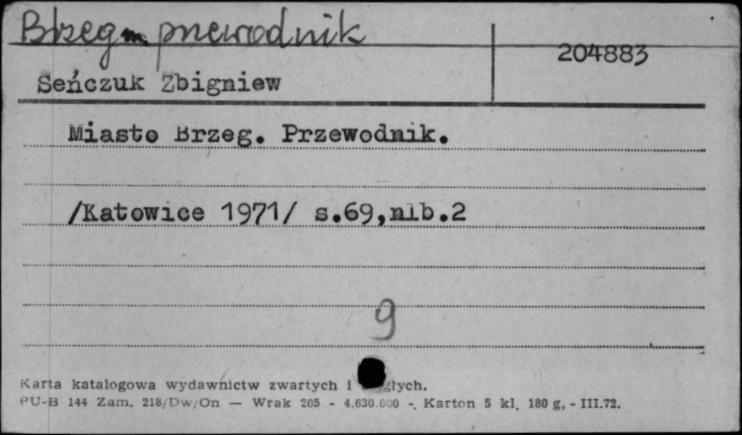 Brzeg m przewodnik
204883
Seńczuk Zbigniew
Miasto Brzeg. Przewodnik.
/Katowice 1971/ s.69,nlb.2
9
Karta katalogowa wydawnictw zwartych i
PU-B 144 Zam. 218/Dw/On — Wrak 205 - 4.630.000 -. Karton 5 kl. 180 g. - III.72.